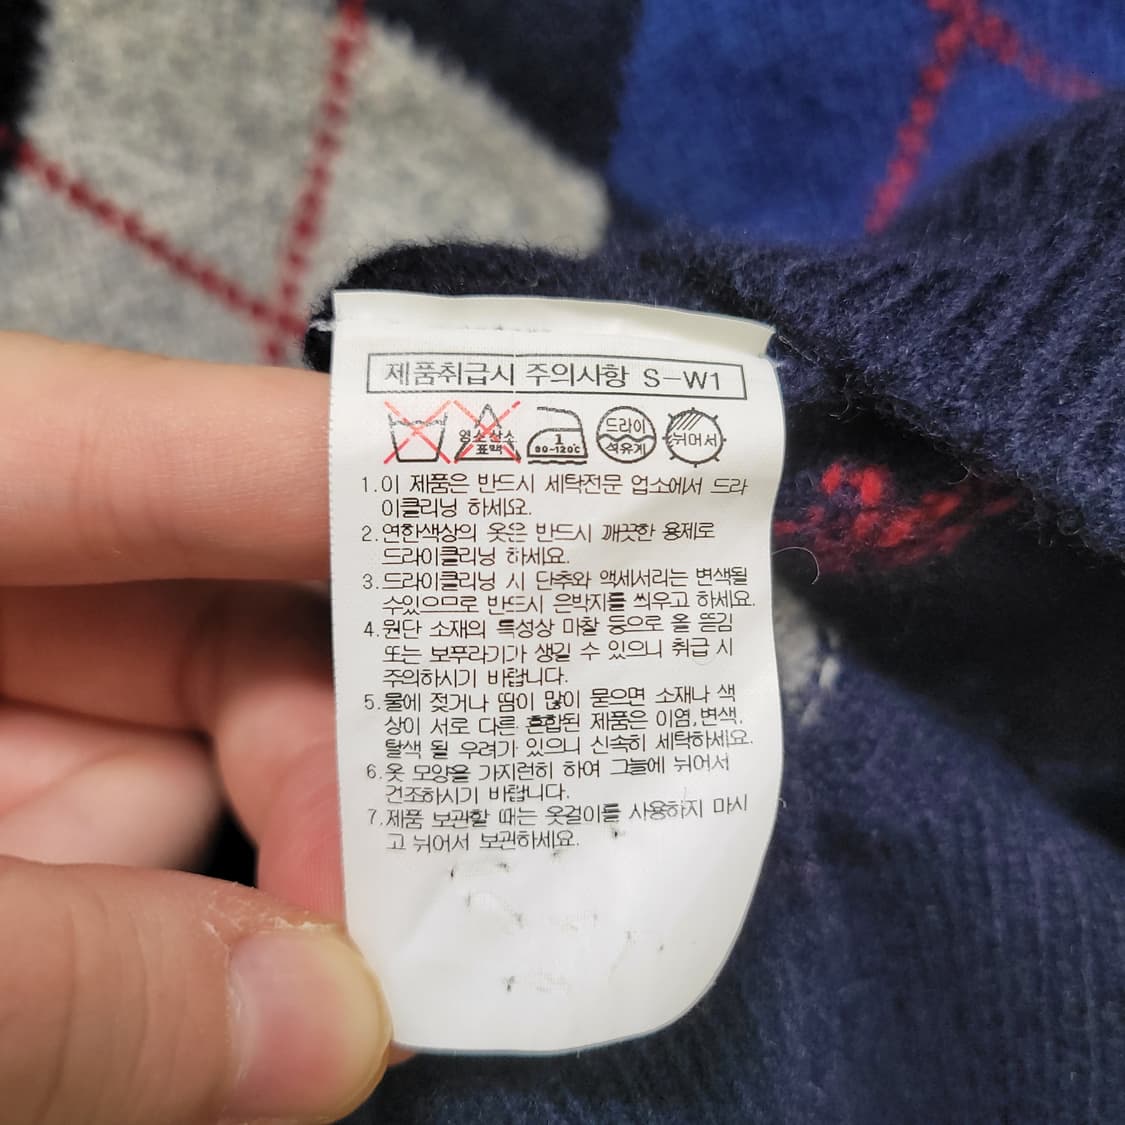 제품취급시 주의사항 S-W1
염소 산소
표백
1
80-120℃
드라이
석유계
뉘어서
1.이 제품은 반드시 세탁전문 업소에서 드라
이클리닝 하세요.
2.연한색상의 옷은 반드시 깨끗한 용제로
드라이클리닝 하세요.
3.드라이클리닝 시 단추와 액세서리는 변색될
수있으므로 반드시 은박지를 씌우고 하세요.
4.원단 소재의 특성상 마찰 등으로 올 뜯김
또는 보푸라기가 생길 수 있으니 취급 시
주의하시기 바랍니다.
5.물에 젖거나 땀이 많이 묻으면 소재나 색
상이 서로 다른 혼합된 제품은 이염,변색,
탈색 될 우려가 있으니 신속히 세탁하세요.
6.옷 모양을 가지런히 하여 그늘에 뉘어서
건조하시기 바랍니다.
7.제품 보관할 때는 옷걸이를 사용하지 마시
고 뉘어서 보관하세요.